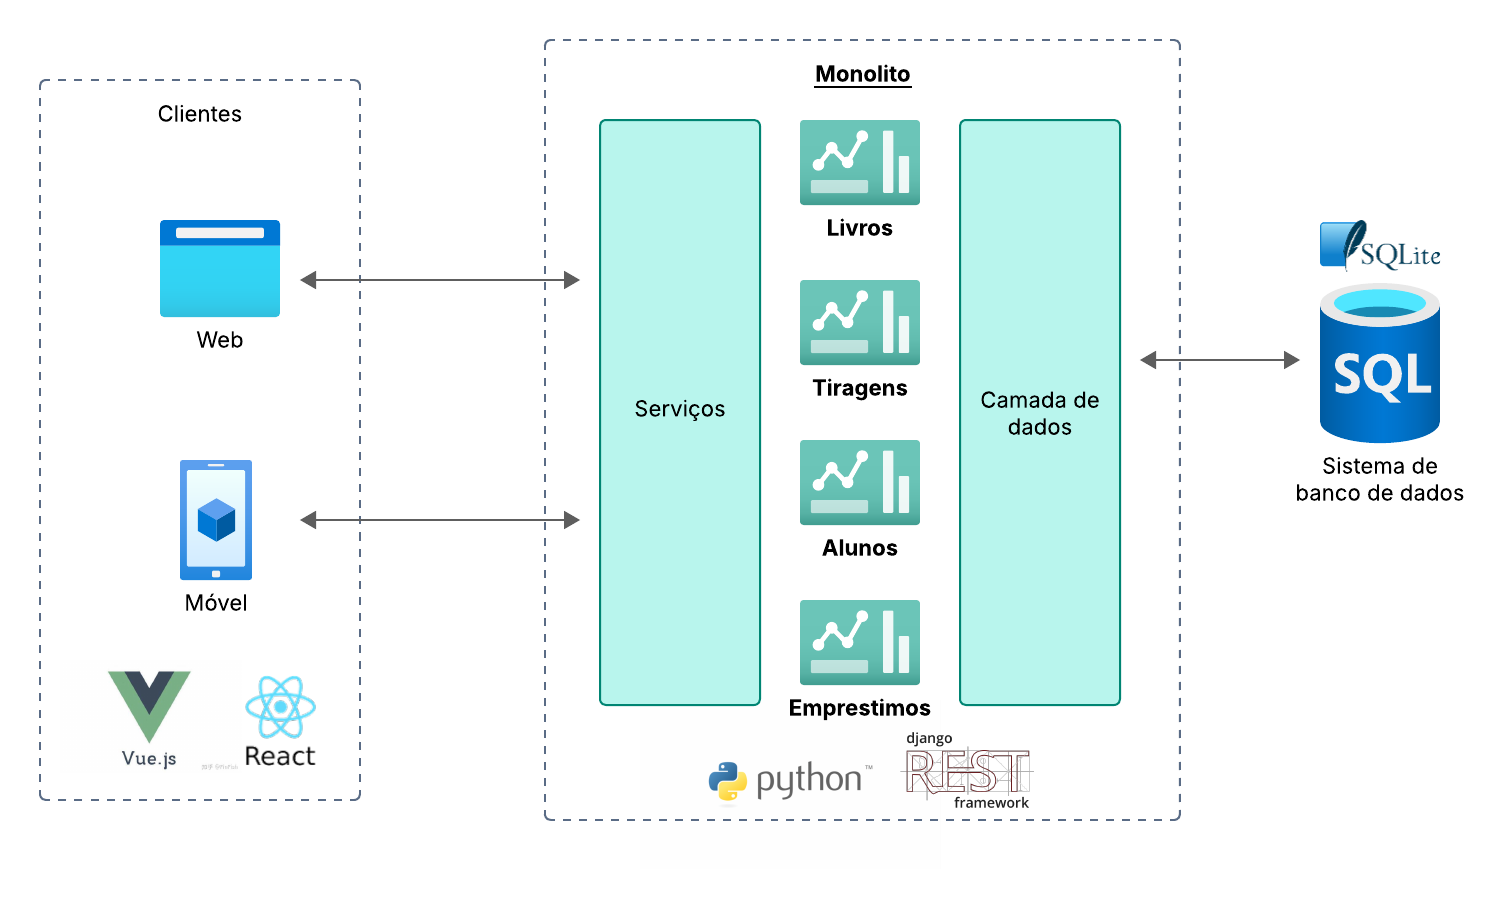 Monolito
Clientes
Web
Móvel
Vue.js
React
Serviços
Livros
Tiragens
Alunos
Emprestimos
Camada de
dados
python™
django
REST
framework
SQLite
SQL
Sistema de
banco de dados